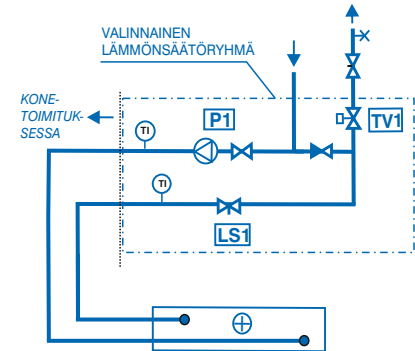 VALINNAINEN
LÄMMÖNSÄÄTÖRYHMÄ
KONE-
TOIMITUK-
SESSA
P1
TV1
TI
TI
LS1